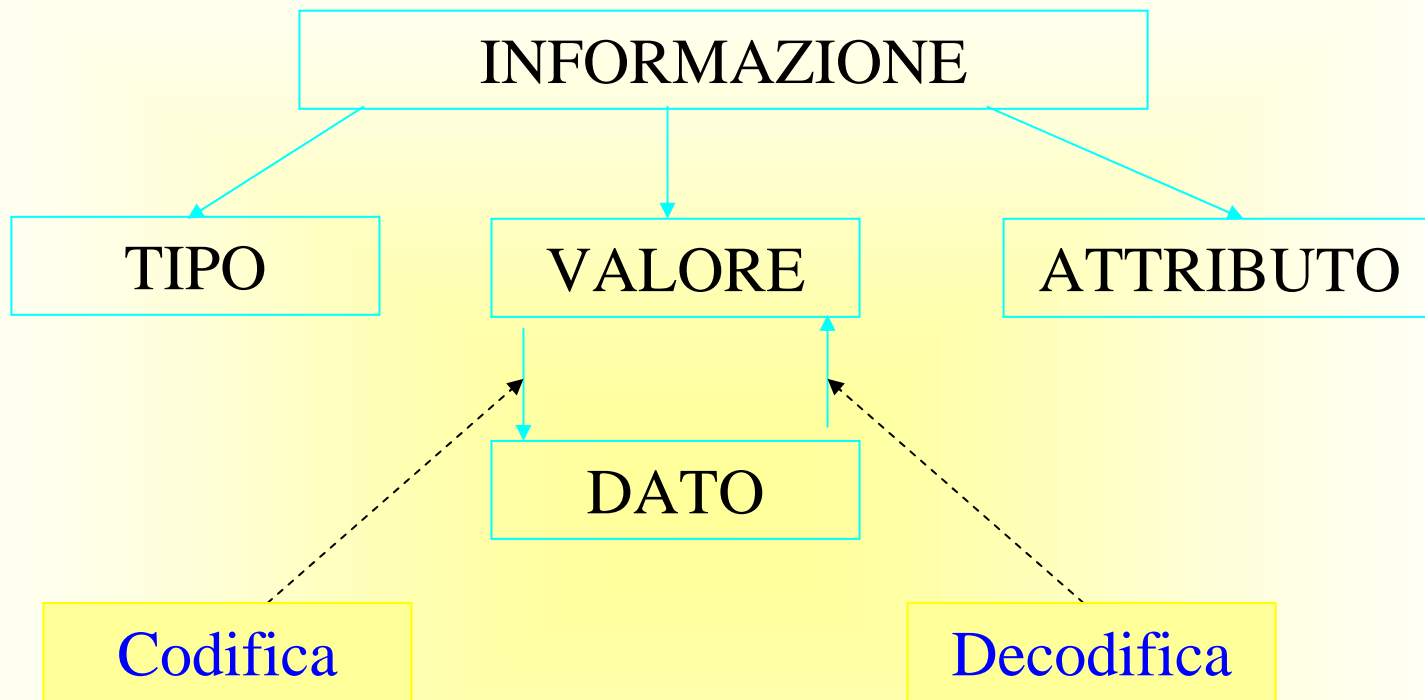 INFORMAZIONE
TIPO
VALORE
ATTRIBUTO
DATO
Codifica
Decodifica